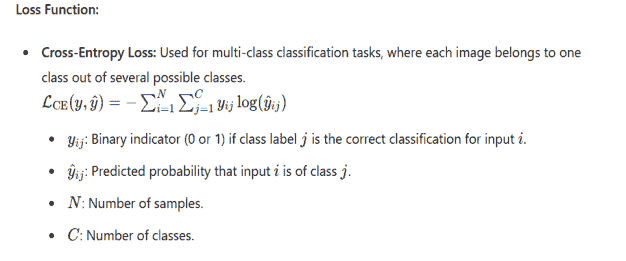 Loss Function:
• Cross-Entropy Loss: Used for multi-class classification tasks, where each image belongs to one
class out of several possible classes.
ℒCE(y, ŷ) = − ∑ᴺᵢ₌₁ ∑ᶜⱼ₌₁ yᵢⱼ log(ŷᵢⱼ)
• yᵢⱼ: Binary indicator (0 or 1) if class label j is the correct classification for input i.
• ŷᵢⱼ: Predicted probability that input i is of class j.
• N: Number of samples.
• C: Number of classes.